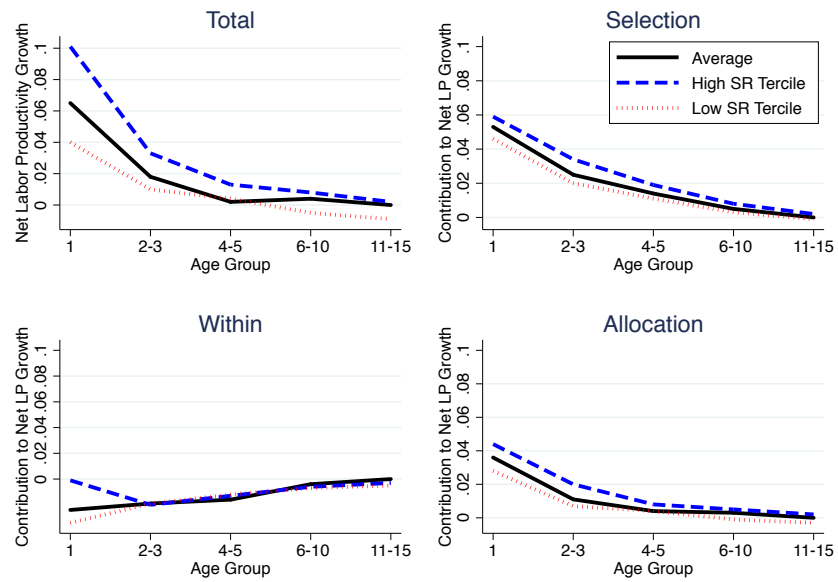 Total
Net Labor Productivity Growth
.1
.08
.06
.04
.02
0
1
2-3
4-5
6-10
11-15
Age Group
Selection
Contribution to Net LP Growth
.1
.08
.06
.04
.02
0
Average
High SR Tercile
Low SR Tercile
1
2-3
4-5
6-10
11-15
Age Group
Within
Contribution to Net LP Growth
.1
.08
.06
.04
.02
0
1
2-3
4-5
6-10
11-15
Age Group
Allocation
Contribution to Net LP Growth
.1
.08
.06
.04
.02
0
1
2-3
4-5
6-10
11-15
Age Group